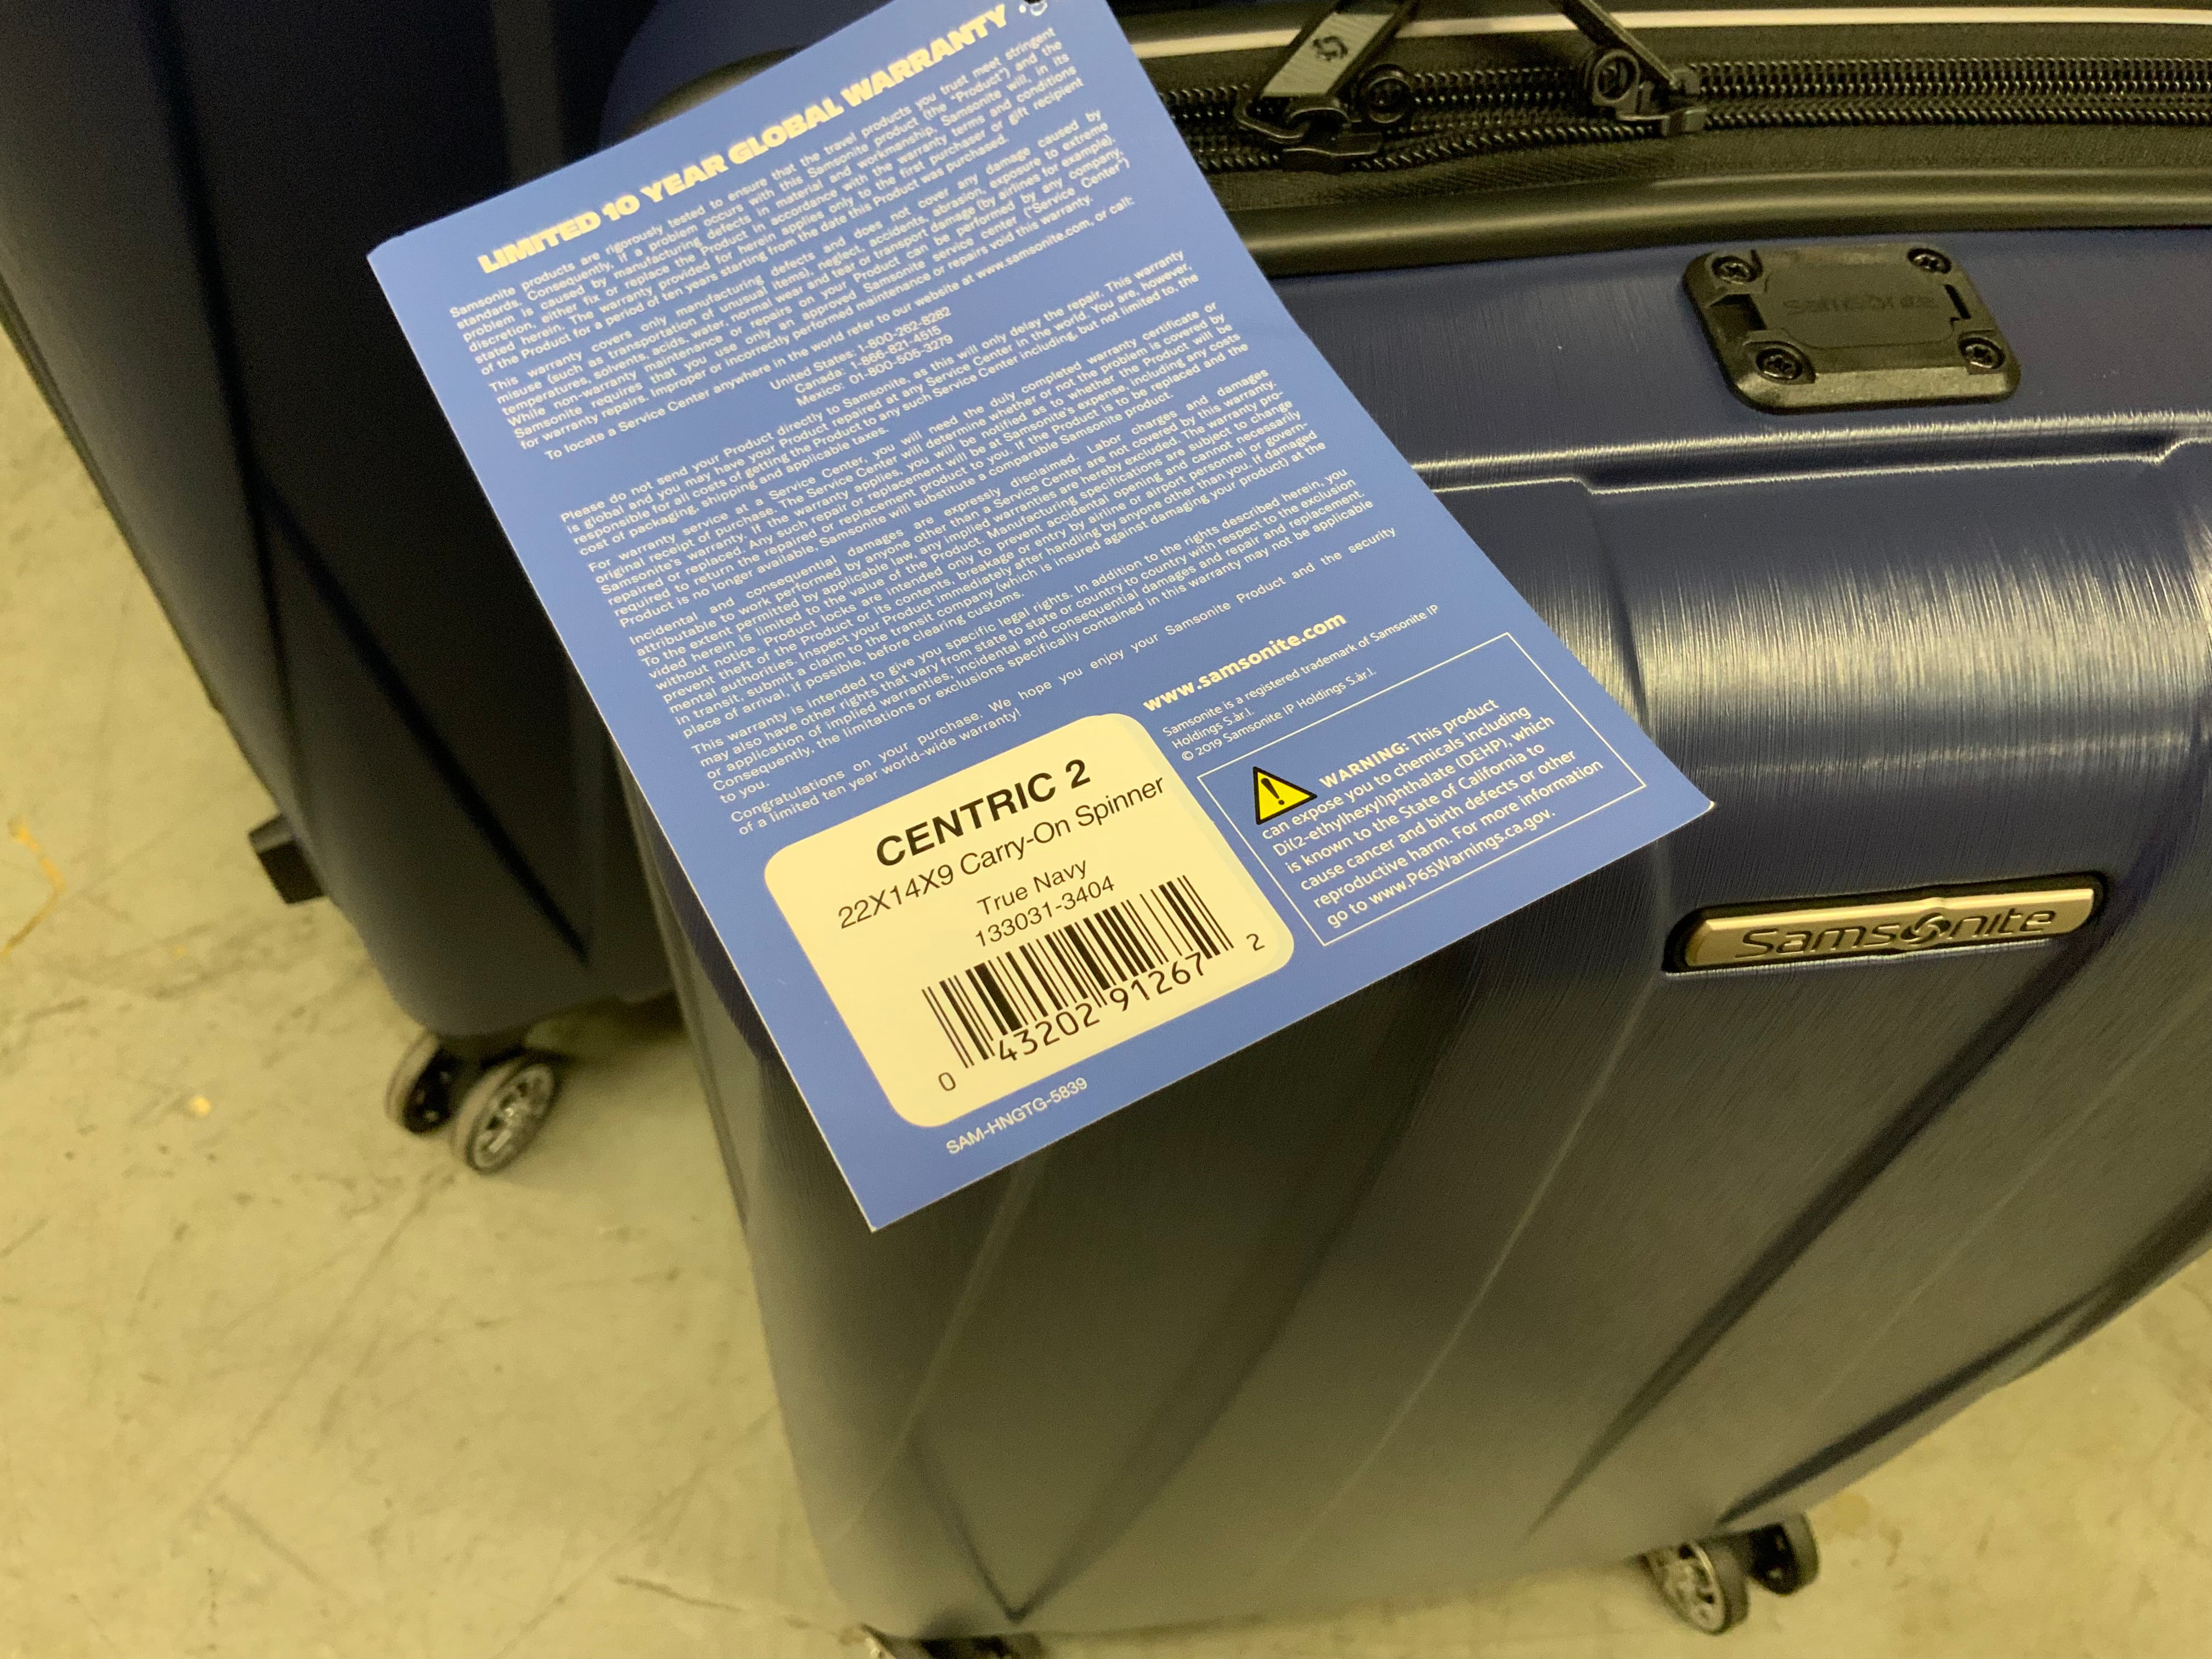 LIMITED 10 YEAR GLOBAL WARRANTY
Samsonite products are rigorously tested to ensure that the travel products you trust meet stringent
standards. Consequently, if a problem occurs with this Samsonite product (the "Product") and the
problem is caused by manufacturing defects in material and workmanship, Samsonite will, in its
discretion, either fix or replace the Product in accordance with the warranty terms and conditions
stated herein. The warranty provided for herein applies only to the first purchaser or gift recipient
of the Product for a period of ten years starting from the date this Product was purchased.
This warranty covers only manufacturing defects and does not cover any damage caused by
misuse (such as transportation of unusual items), neglect, accidents, abrasion, exposure to extreme
temperatures, solvents, acids, water, normal wear and tear or transport damage (by airlines for example).
While non-warranty maintenance or repairs on your Product can be performed by any company,
Samsonite requires that you use only an approved Samsonite service center ("Service Center")
for warranty repairs. Improper or incorrectly performed maintenance or repairs void this warranty.
To locate a Service Center anywhere in the world refer to our website at www.samsonite.com, or call:
United States: 1-800-262-8282
Canada: 1-866-821-4515
Mexico: 01-800-506-3279
Please do not send your Product directly to Samsonite, as this will only delay the repair. This warranty
is global and you may have your Product repaired at any Service Center in the world. You are, however,
responsible for all costs of getting the Product to any such Service Center including, but not limited to, the
cost of packaging, shipping and applicable taxes.
For warranty service at a Service Center, you will need the duly completed warranty certificate or
original receipt of purchase. The Service Center will determine whether or not the problem is covered by
Samsonite's warranty. If the warranty applies, you will be notified as to whether the Product will be
repaired or replaced. Any such repair or replacement will be at Samsonite's expense, including any costs
required to return the repaired or replacement product to you. If the Product is to be replaced and the
Product is no longer available, Samsonite will substitute a comparable Samsonite product.
Incidental and consequential damages are expressly disclaimed. Labor charges and damages
attributable to work performed by anyone other than a Service Center are not covered by this warranty.
To the extent permitted by applicable law, any implied warranties are hereby excluded. The warranty pro-
vided herein is limited to the value of the Product. Manufacturing specifications are subject to change
without notice. Product locks are intended only to prevent accidental opening and cannot necessarily
prevent theft of the Product or its contents, breakage or entry by airline or airport personnel or govern-
mental authorities. Inspect your Product immediately after handling by anyone other than you. If damaged
in transit, submit a claim to the transit company (which is insured against damaging your product) at the
place of arrival, if possible, before clearing customs.
This warranty is intended to give you specific legal rights. In addition to the rights described herein, you
may also have other rights that vary from state to state or country to country with respect to the exclusion
or application of implied warranties, incidental and consequential damages and repair and replacement.
Consequently, the limitations or exclusions specifically contained in this warranty may not be applicable
to you.
Congratulations on your purchase. We hope you enjoy your Samsonite Product and the security
of a limited ten year world-wide warranty!
www.samsonite.com
Samsonite is a registered trademark of Samsonite IP
Holdings S.àr.l.
© 2019 Samsonite IP Holdings S.àr.l.
WARNING: This product
can expose you to chemicals including
Di(2-ethylhexyl)phthalate (DEHP), which
is known to the State of California to
cause cancer and birth defects or other
reproductive harm. For more information
go to www.P65Warnings.ca.gov.
CENTRIC 2
22X14X9 Carry-On Spinner
True Navy
133031-3404
0 43202 91267 2
SAM-HNGTG-5839
Samsonite
Samsonite